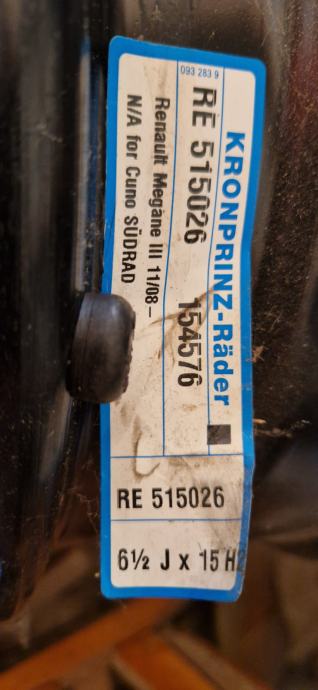 093 283 9
KRONPRINZ-Räder
RE 515026 154576
Renault Megàne III 11/08–
N/A for Cuno SÜDRAD
RE 515026
6½ J x 15 H2